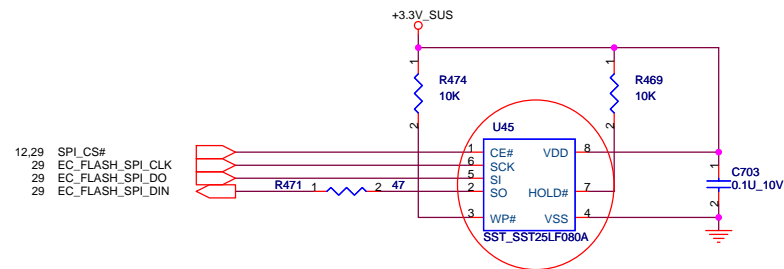 +3.3V_SUS
1
R474
10K
2
1
R469
10K
2
U45
12,29 SPI_CS#
29 EC_FLASH_SPI_CLK
29 EC_FLASH_SPI_DO
29 EC_FLASH_SPI_DIN
R471 1 2 47
1 CE# VDD 8
6 SCK
5 SI
2 SO HOLD# 7
3 WP# VSS 4
SST_SST25LF080A
1
C703
0.1U_10V
2